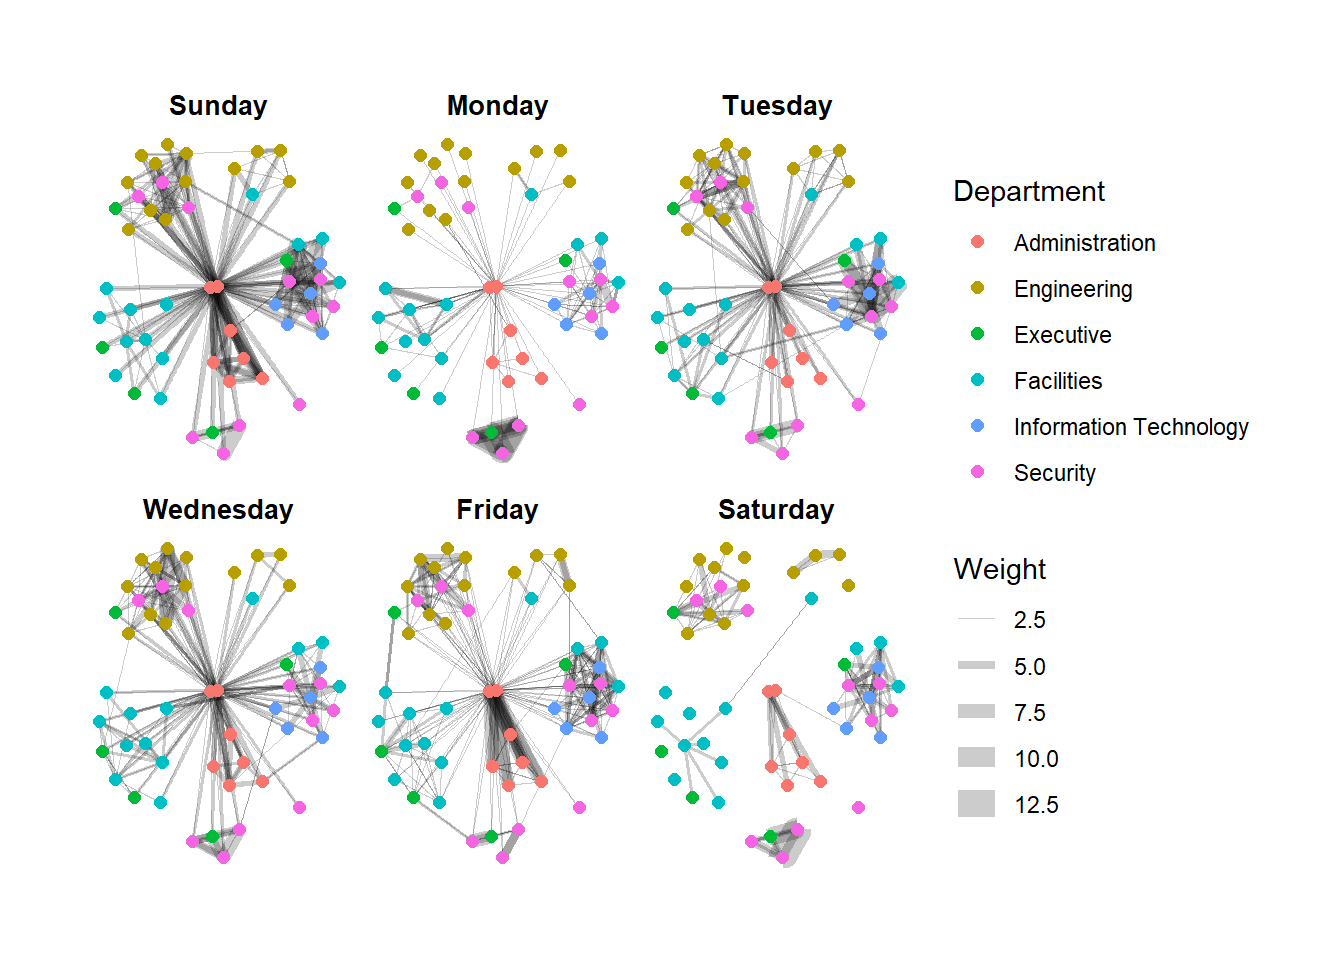 Sunday
Monday
Tuesday
Wednesday
Friday
Saturday
Department
Administration
Engineering
Executive
Facilities
Information Technology
Security
Weight
2.5
5.0
7.5
10.0
12.5